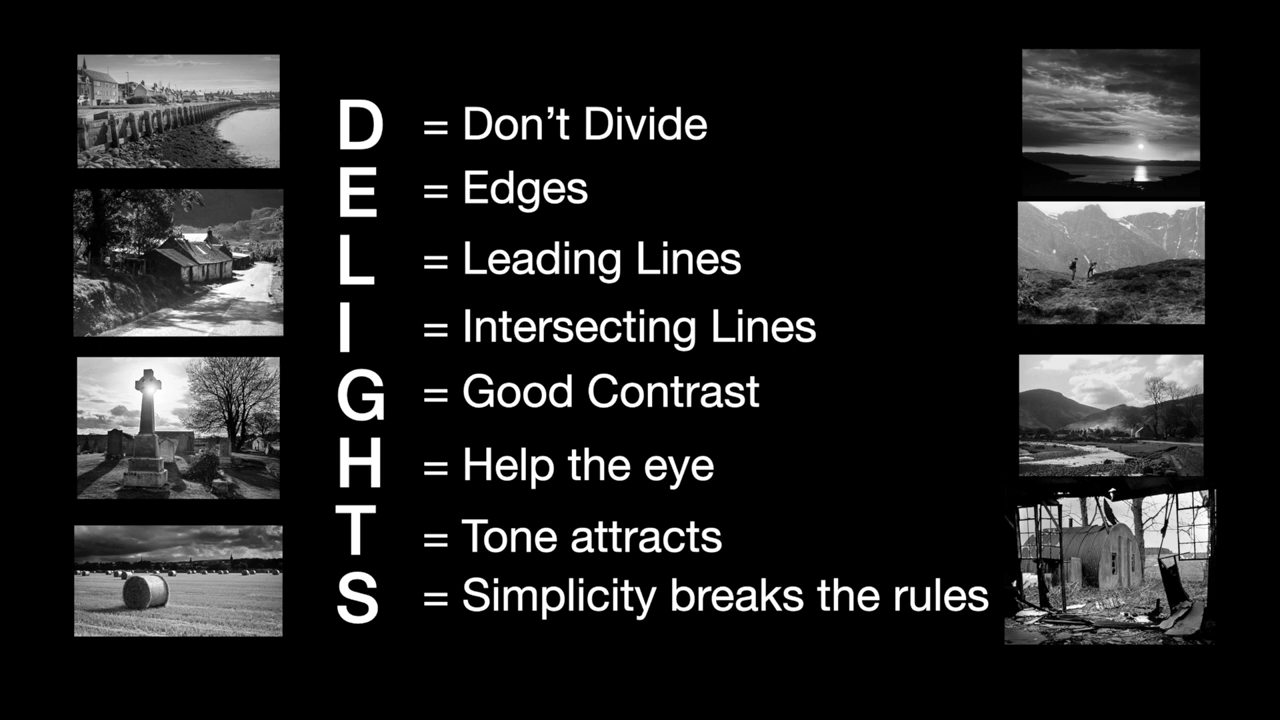 D = Don’t Divide
E = Edges
L = Leading Lines
I = Intersecting Lines
G = Good Contrast
H = Help the eye
T = Tone attracts
S = Simplicity breaks the rules